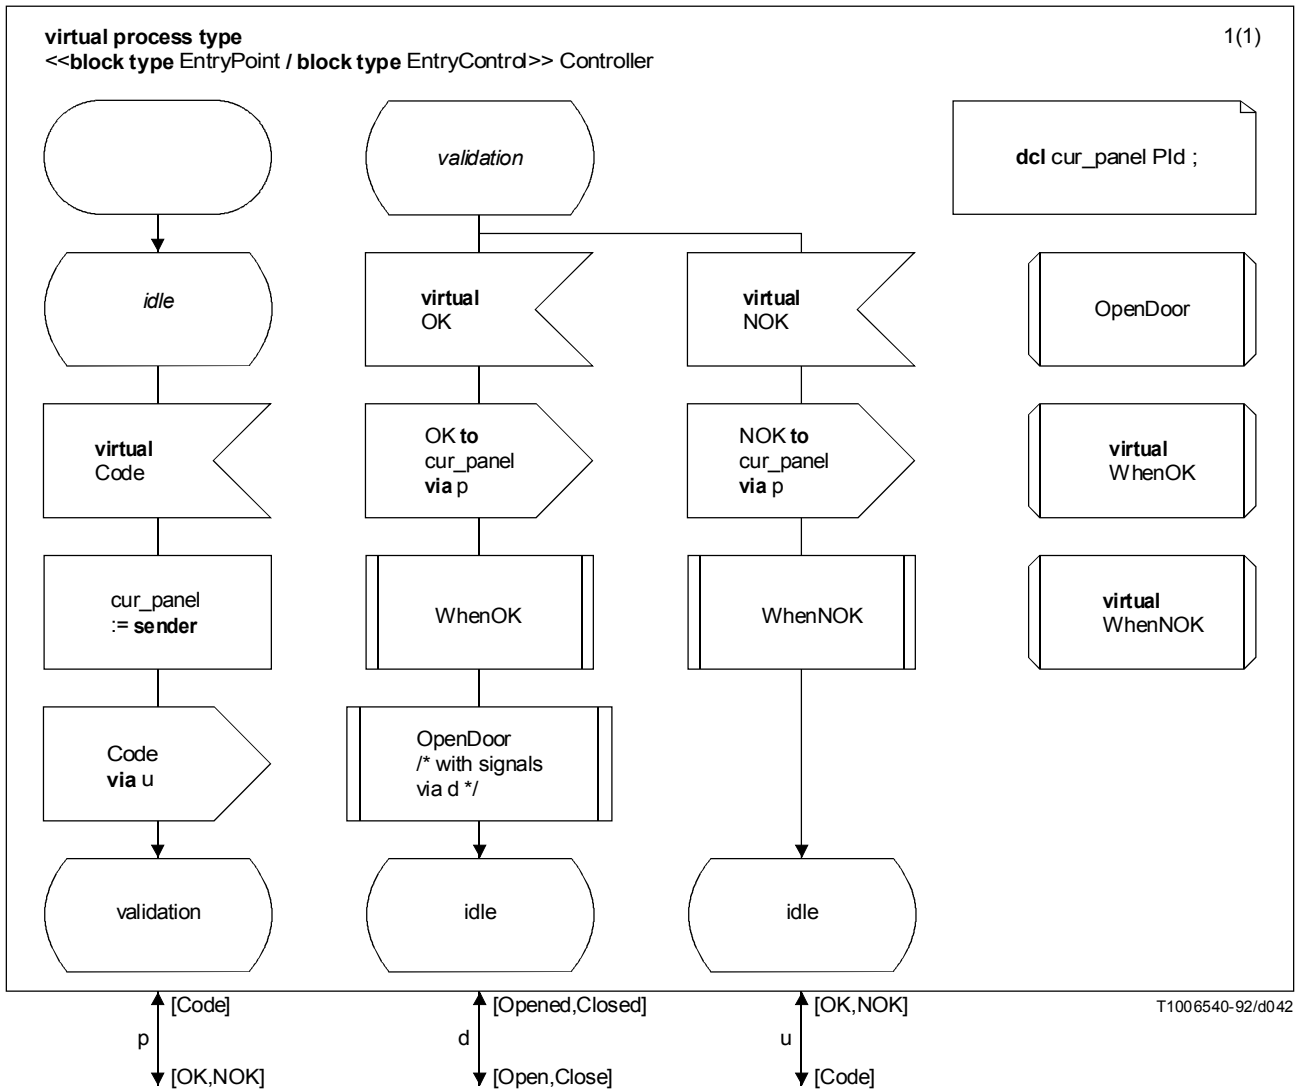 virtual process type
1(1)
<<block type EntryPoint / block type EntryControl>> Controller
validation
dcl cur_panel PId ;
idle
virtual
OK
virtual
NOK
OpenDoor
virtual
Code
OK to
cur_panel
via p
NOK to
cur_panel
via p
virtual
WhenOK
cur_panel
:= sender
WhenOK
WhenNOK
virtual
WhenNOK
Code
via u
OpenDoor
/* with signals
via d */
validation
idle
idle
[Code]
[Opened,Closed]
[OK,NOK]
T1006540-92/d042
p
d
u
[OK,NOK]
[Open,Close]
[Code]